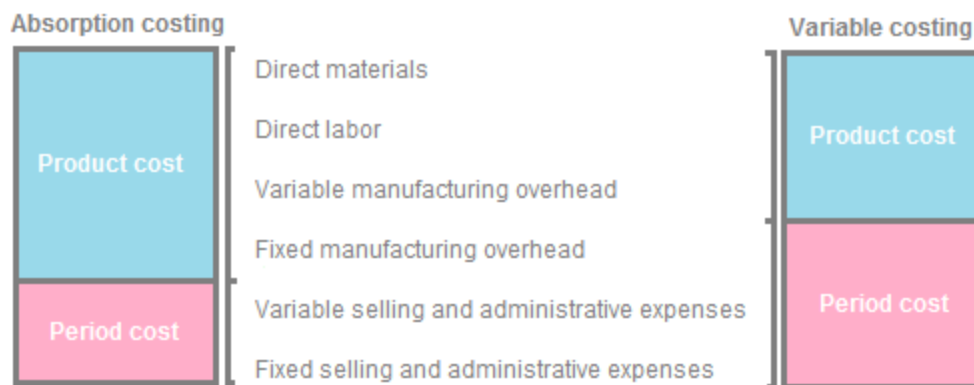 Absorption costing
Variable costing
Direct materials
Direct labor
Product cost
Product cost
Variable manufacturing overhead
Fixed manufacturing overhead
Variable selling and administrative expenses
Period cost
Period cost
Fixed selling and administrative expenses